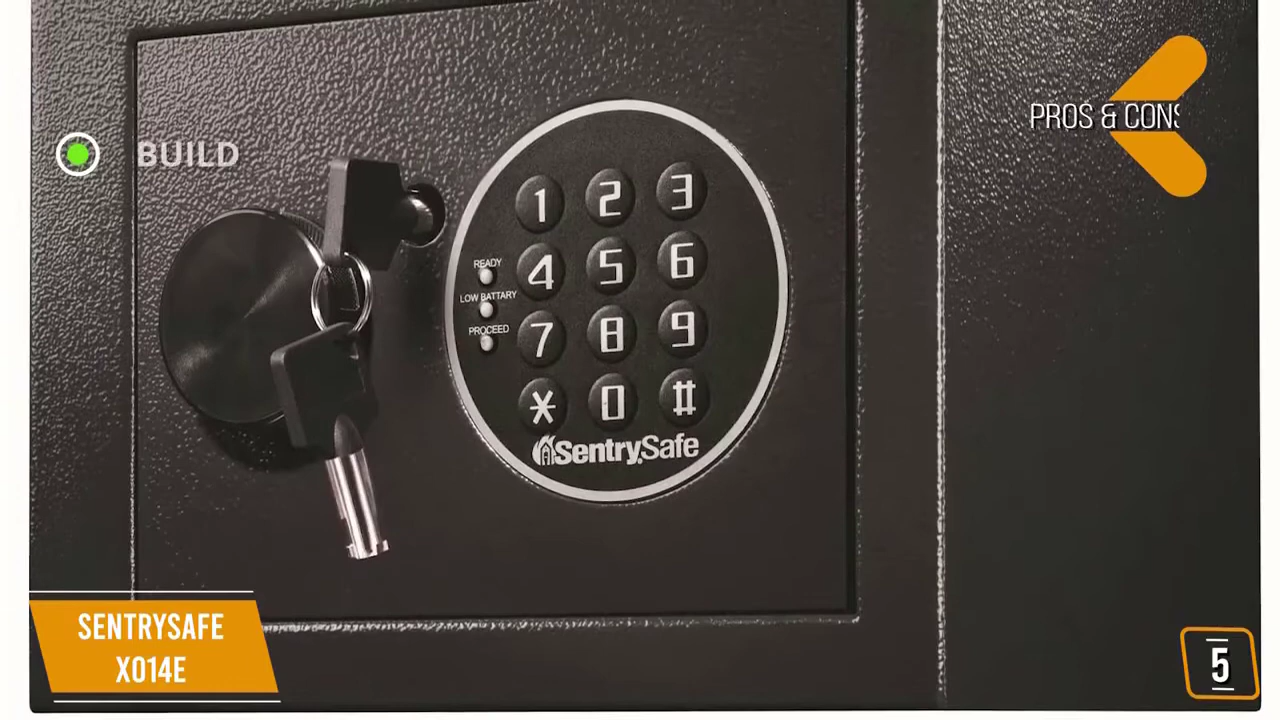 PROS & CONS
BUILD
1 2 3
READY
4 5 6
LOW BATTARY
PROCEED
7 8 9
* 0 #
SentrySafe
SENTRYSAFE
X014E
5